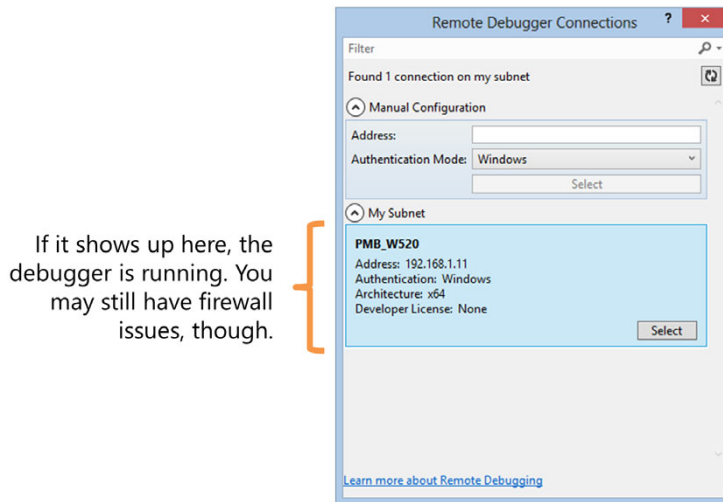 Remote Debugger Connections
? ×
Filter
Found 1 connection on my subnet
Manual Configuration
Address:
Authentication Mode: Windows
Select
My Subnet
If it shows up here, the
debugger is running. You
may still have firewall
issues, though.
PMB_W520
Address: 192.168.1.11
Authentication: Windows
Architecture: x64
Developer License: None
Select
Learn more about Remote Debugging